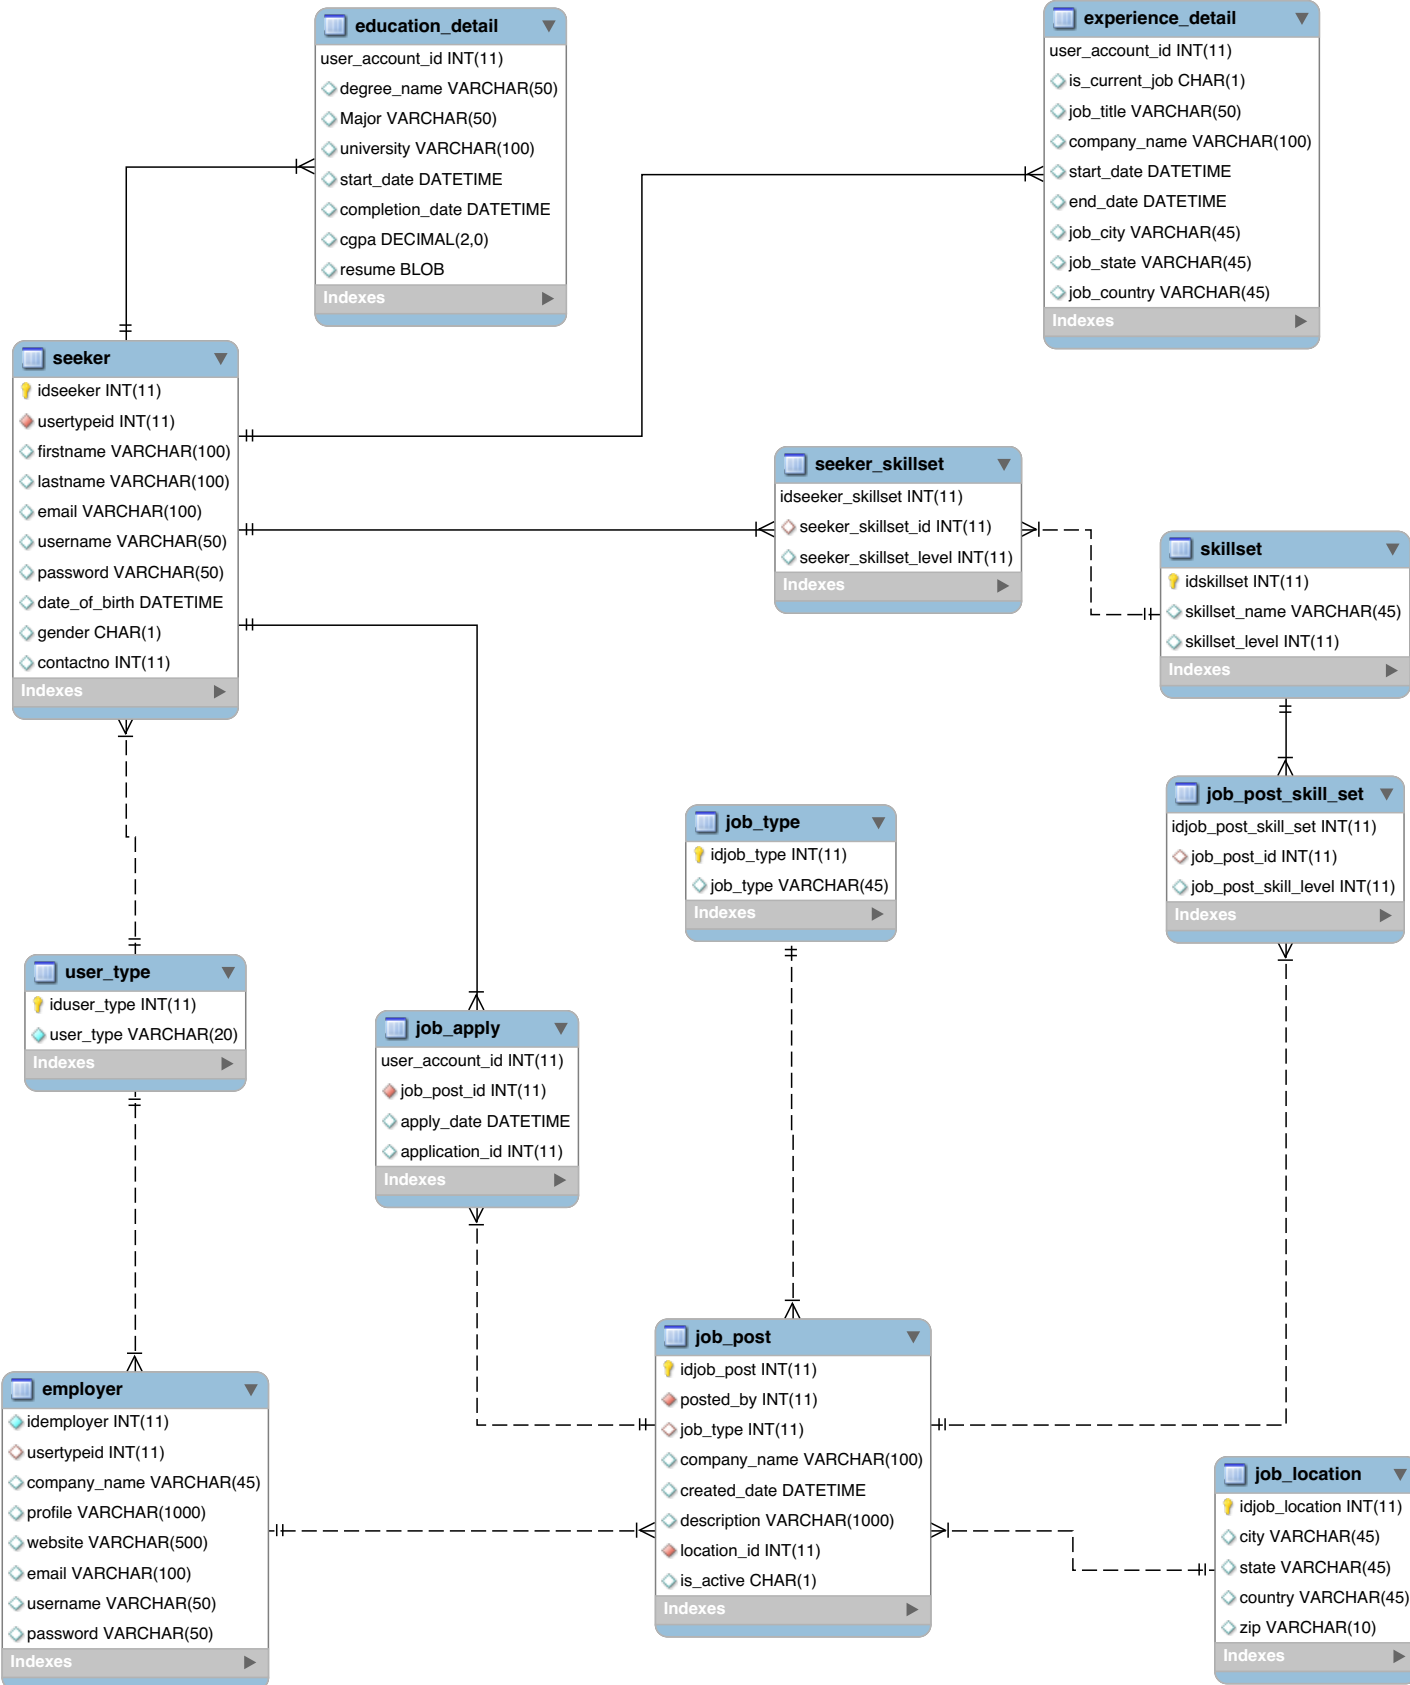 education_detail
user_account_id INT(11)
degree_name VARCHAR(50)
Major VARCHAR(50)
university VARCHAR(100)
start_date DATETIME
completion_date DATETIME
cgpa DECIMAL(2,0)
resume BLOB
Indexes
experience_detail
user_account_id INT(11)
is_current_job CHAR(1)
job_title VARCHAR(50)
company_name VARCHAR(100)
start_date DATETIME
end_date DATETIME
job_city VARCHAR(45)
job_state VARCHAR(45)
job_country VARCHAR(45)
Indexes
seeker
idseeker INT(11)
usertypeid INT(11)
firstname VARCHAR(100)
lastname VARCHAR(100)
email VARCHAR(100)
username VARCHAR(50)
password VARCHAR(50)
date_of_birth DATETIME
gender CHAR(1)
contactno INT(11)
Indexes
seeker_skillset
idseeker_skillset INT(11)
seeker_skillset_id INT(11)
seeker_skillset_level INT(11)
Indexes
skillset
idskillset INT(11)
skillset_name VARCHAR(45)
skillset_level INT(11)
Indexes
job_post_skill_set
idjob_post_skill_set INT(11)
job_post_id INT(11)
job_post_skill_level INT(11)
Indexes
job_type
idjob_type INT(11)
job_type VARCHAR(45)
Indexes
user_type
iduser_type INT(11)
user_type VARCHAR(20)
Indexes
job_apply
user_account_id INT(11)
job_post_id INT(11)
apply_date DATETIME
application_id INT(11)
Indexes
job_post
idjob_post INT(11)
posted_by INT(11)
job_type INT(11)
company_name VARCHAR(100)
created_date DATETIME
description VARCHAR(1000)
location_id INT(11)
is_active CHAR(1)
Indexes
employer
idemployer INT(11)
usertypeid INT(11)
company_name VARCHAR(45)
profile VARCHAR(1000)
website VARCHAR(500)
email VARCHAR(100)
username VARCHAR(50)
password VARCHAR(50)
Indexes
job_location
idjob_location INT(11)
city VARCHAR(45)
state VARCHAR(45)
country VARCHAR(45)
zip VARCHAR(10)
Indexes